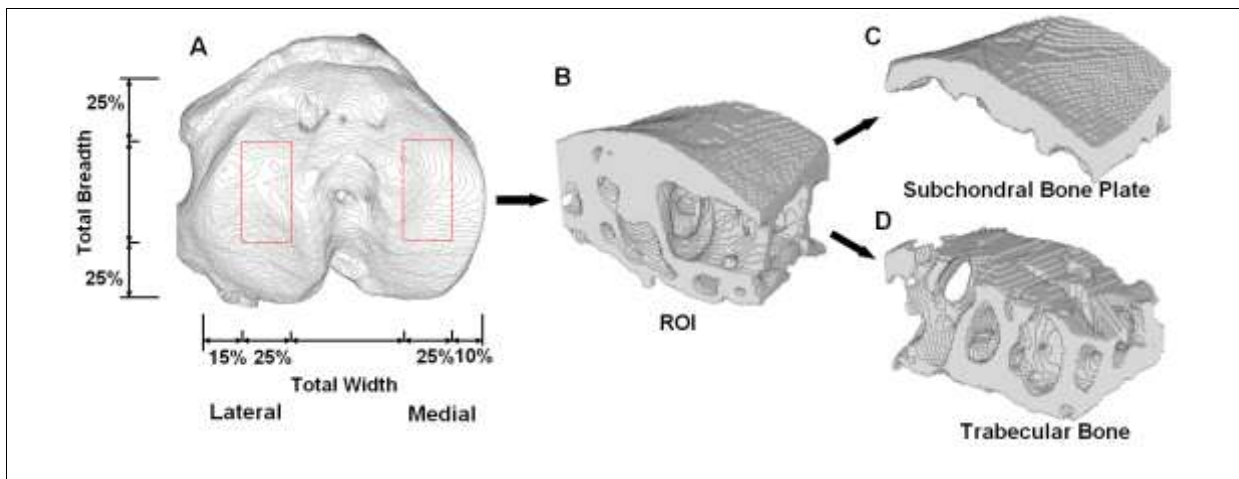 A
25%
Total Breadth
25%
15% 25% 25% 10%
Total Width
Lateral Medial
B
ROI
C
Subchondral Bone Plate
D
Trabecular Bone